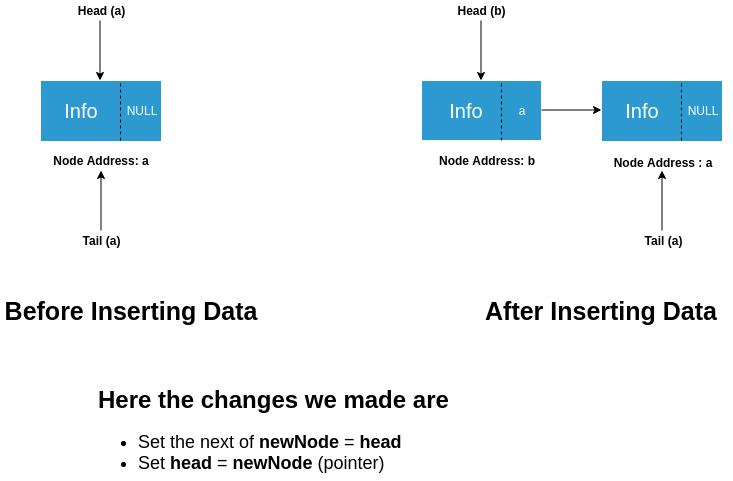 Head (a)
Info
NULL
Node Address: a
Tail (a)
Before Inserting Data
Head (b)
Info
a
Node Address: b
Info
NULL
Node Address : a
Tail (a)
After Inserting Data
Here the changes we made are
• Set the next of newNode = head
• Set head = newNode (pointer)